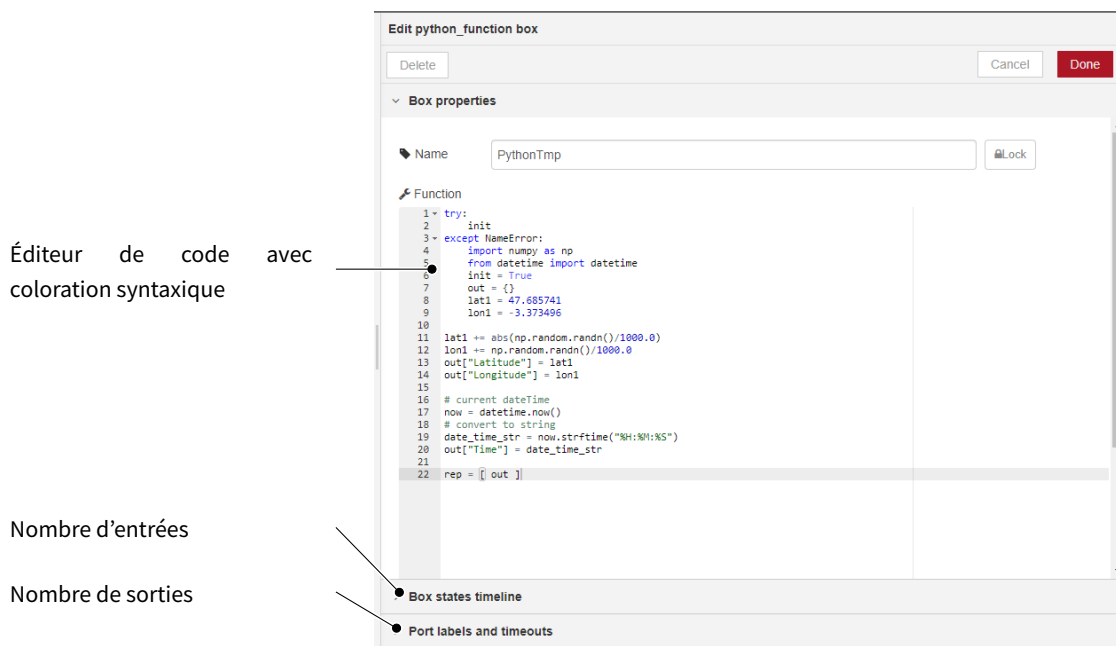 Edit python_function box
Delete
Cancel
Done
Box properties
Name
PythonTmp
Lock
Function
1 try:
2     init
3 except NameError:
4     import numpy as np
5     from datetime import datetime
6     init = True
7     out = {}
8     lat1 = 47.685741
9     lon1 = -3.373496
10
11 lat1 += abs(np.random.randn()/1000.0)
12 lon1 += np.random.randn()/1000.0
13 out["Latitude"] = lat1
14 out["Longitude"] = lon1
15
16 # current dateTime
17 now = datetime.now()
18 # convert to string
19 date_time_str = now.strftime("%H:%M:%S")
20 out["Time"] = date_time_str
21
22 rep = [ out ]
Éditeur de code avec
coloration syntaxique
Nombre d’entrées
Box states timeline
Nombre de sorties
Port labels and timeouts